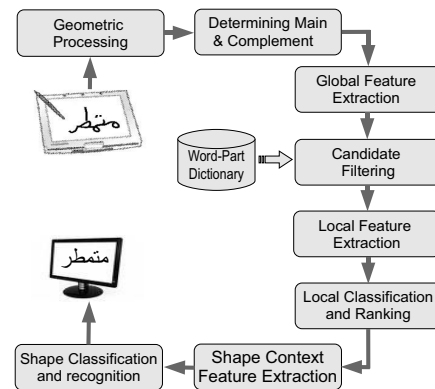 Geometric
Processing
Determining Main
& Complement
Global Feature
Extraction
متمطر
Word-Part
Dictionary
Candidate
Filtering
Local Feature
Extraction
متمطر
Local Classification
and Ranking
Shape Context
Feature Extraction
Shape Classification
and recognition